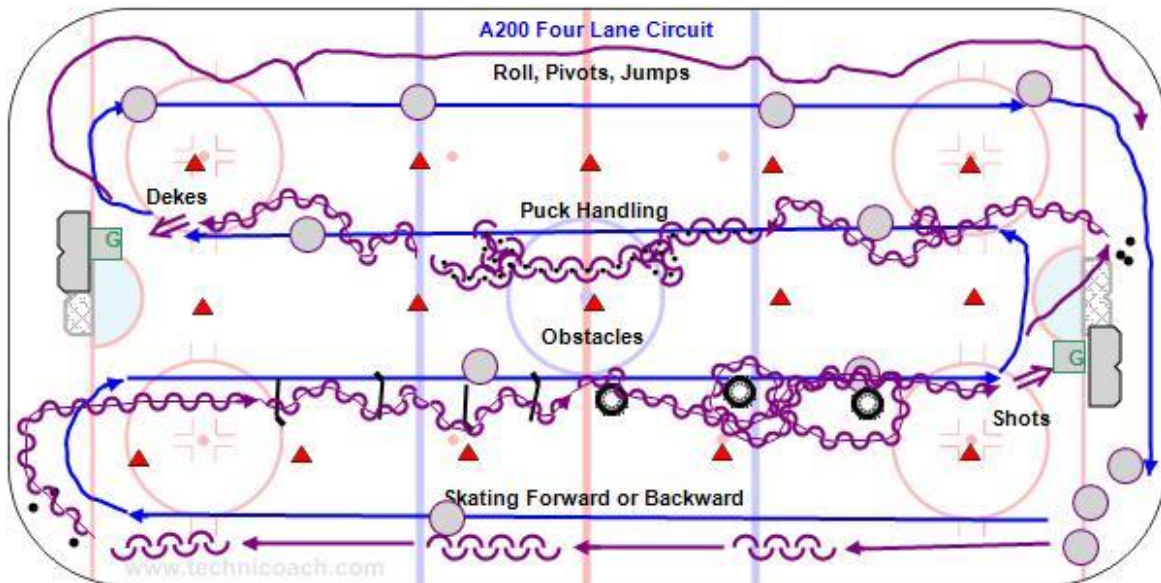 A200 Four Lane Circuit
Roll, Pivots, Jumps
Dekes
Puck Handling
G
Obstacles
G
Shots
Skating Forward or Backward
www.technicoach.com